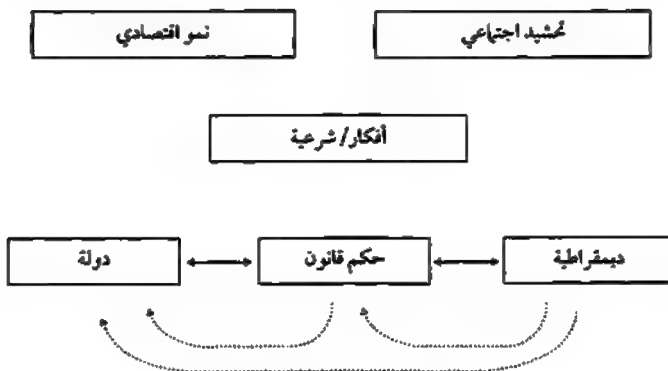 تحشيد اجتماعي
نمو اقتصادي
أفكار/ شرعية
ديمقراطية
حكم قانون
دولة